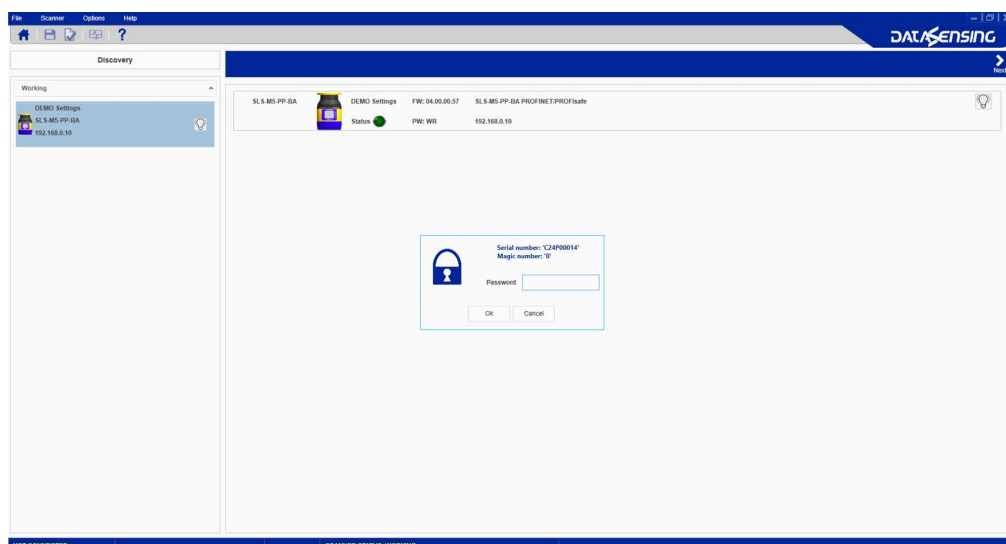 File Scanner Options Help
DATASENSING
Discovery
Next
Working
DEMO Settings
SLS-M5-PP-BA
192.168.0.10
SLS-M5-PP-BA DEMO Settings FW: 04.00.00.57 SLS-M5-PP-BA PROFINET/PROFIsafe
Status PW: WR 192.168.0.10
Serial number: 'C24P00014'
Magic number: '0'
Password
Ok Cancel